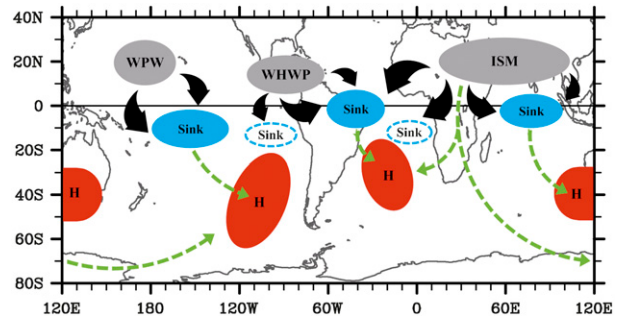 40N
20N
0
20S
40S
60S
80S
WPW
WHWP
ISM
Sink
Sink
Sink
Sink
Sink
H
H
H
H
120E 180 120W 60W 0 60E 120E